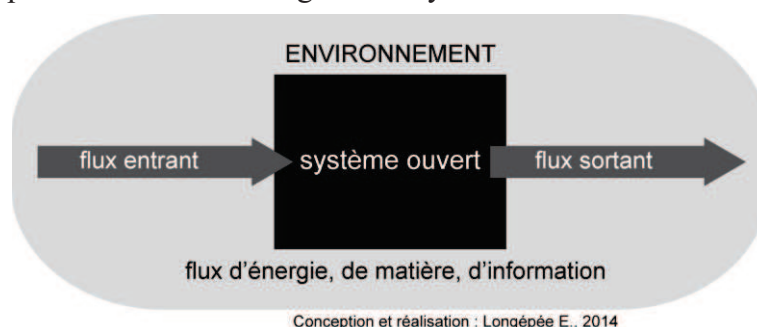 ENVIRONNEMENT
flux entrant
système ouvert
flux sortant
flux d'énergie, de matière, d'information
Conception et réalisation : Longépée E., 2014